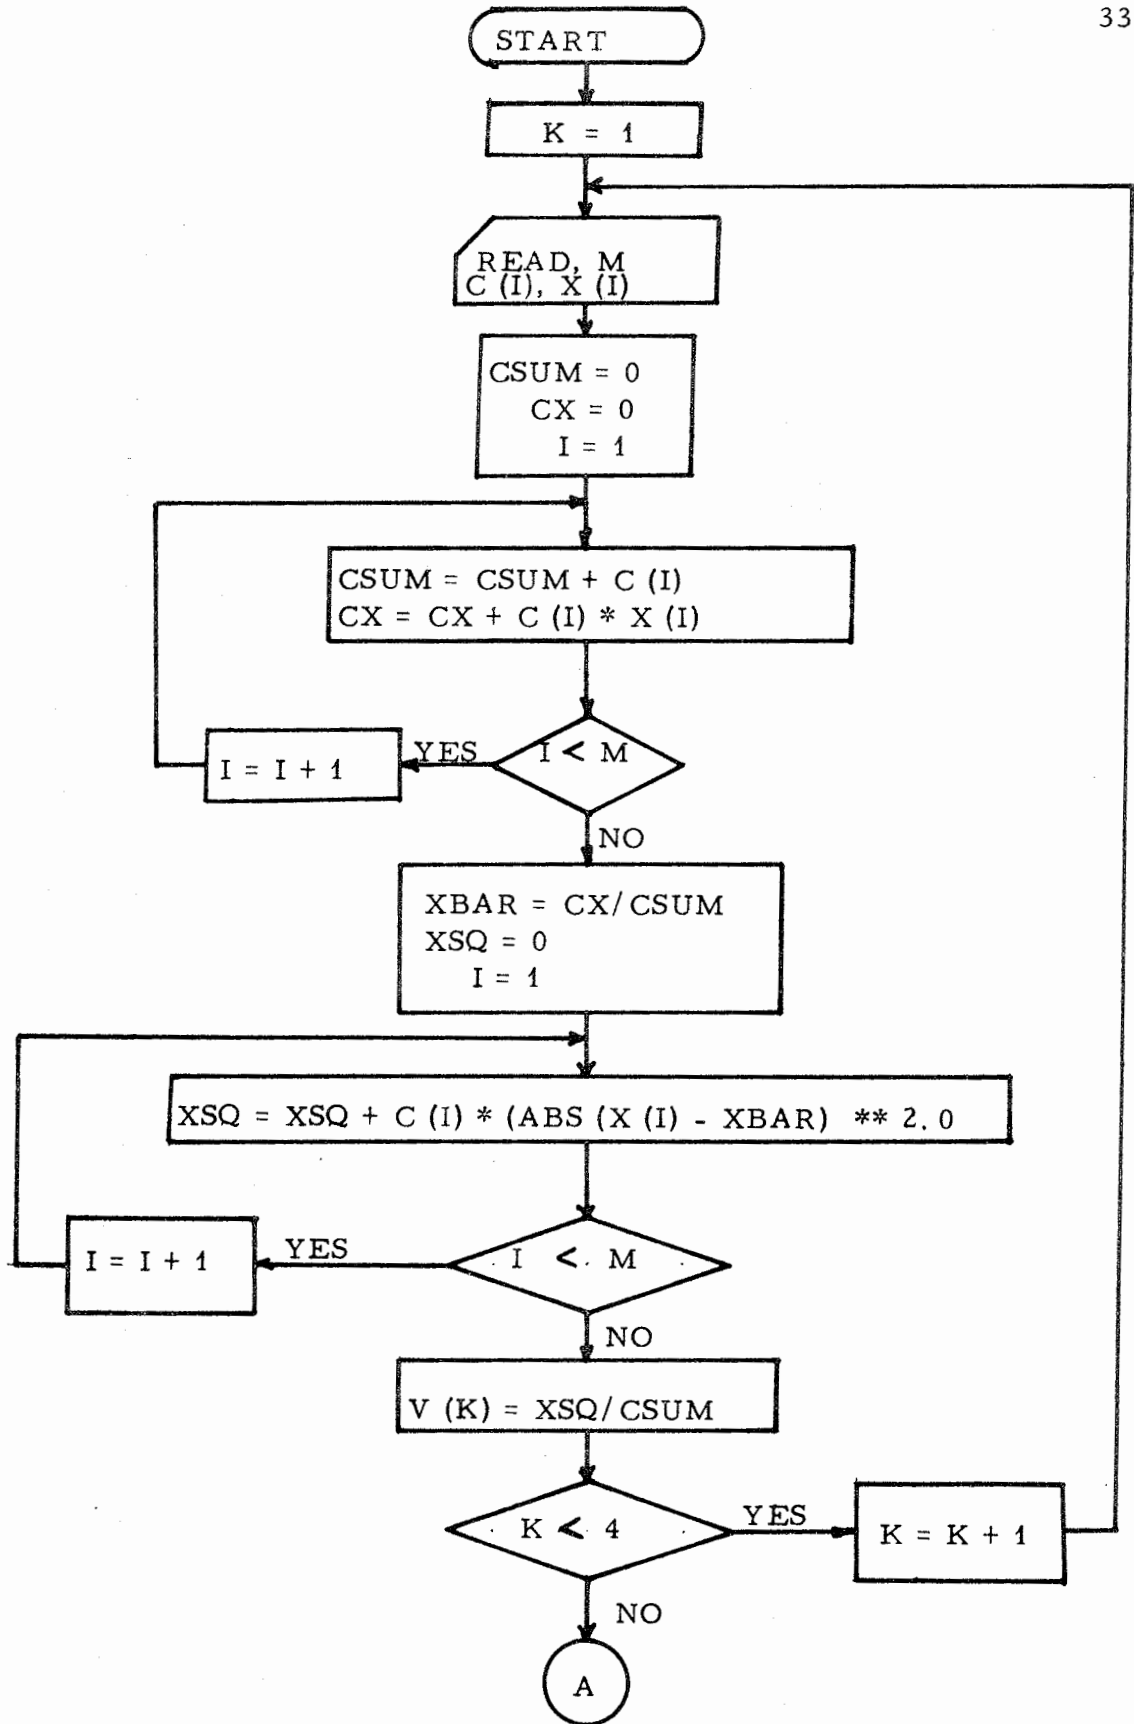 33
START
K = 1
READ, M
C (I), X (I)
CSUM = 0
CX = 0
I = 1
CSUM = CSUM + C (I)
CX = CX + C (I) * X (I)
I < M
YES
I = I + 1
NO
XBAR = CX/CSUM
XSQ = 0
I = 1
XSQ = XSQ + C (I) * (ABS (X (I) - XBAR) ** 2.0
I < M
YES
I = I + 1
NO
V (K) = XSQ/CSUM
K < 4
YES
K = K + 1
NO
A